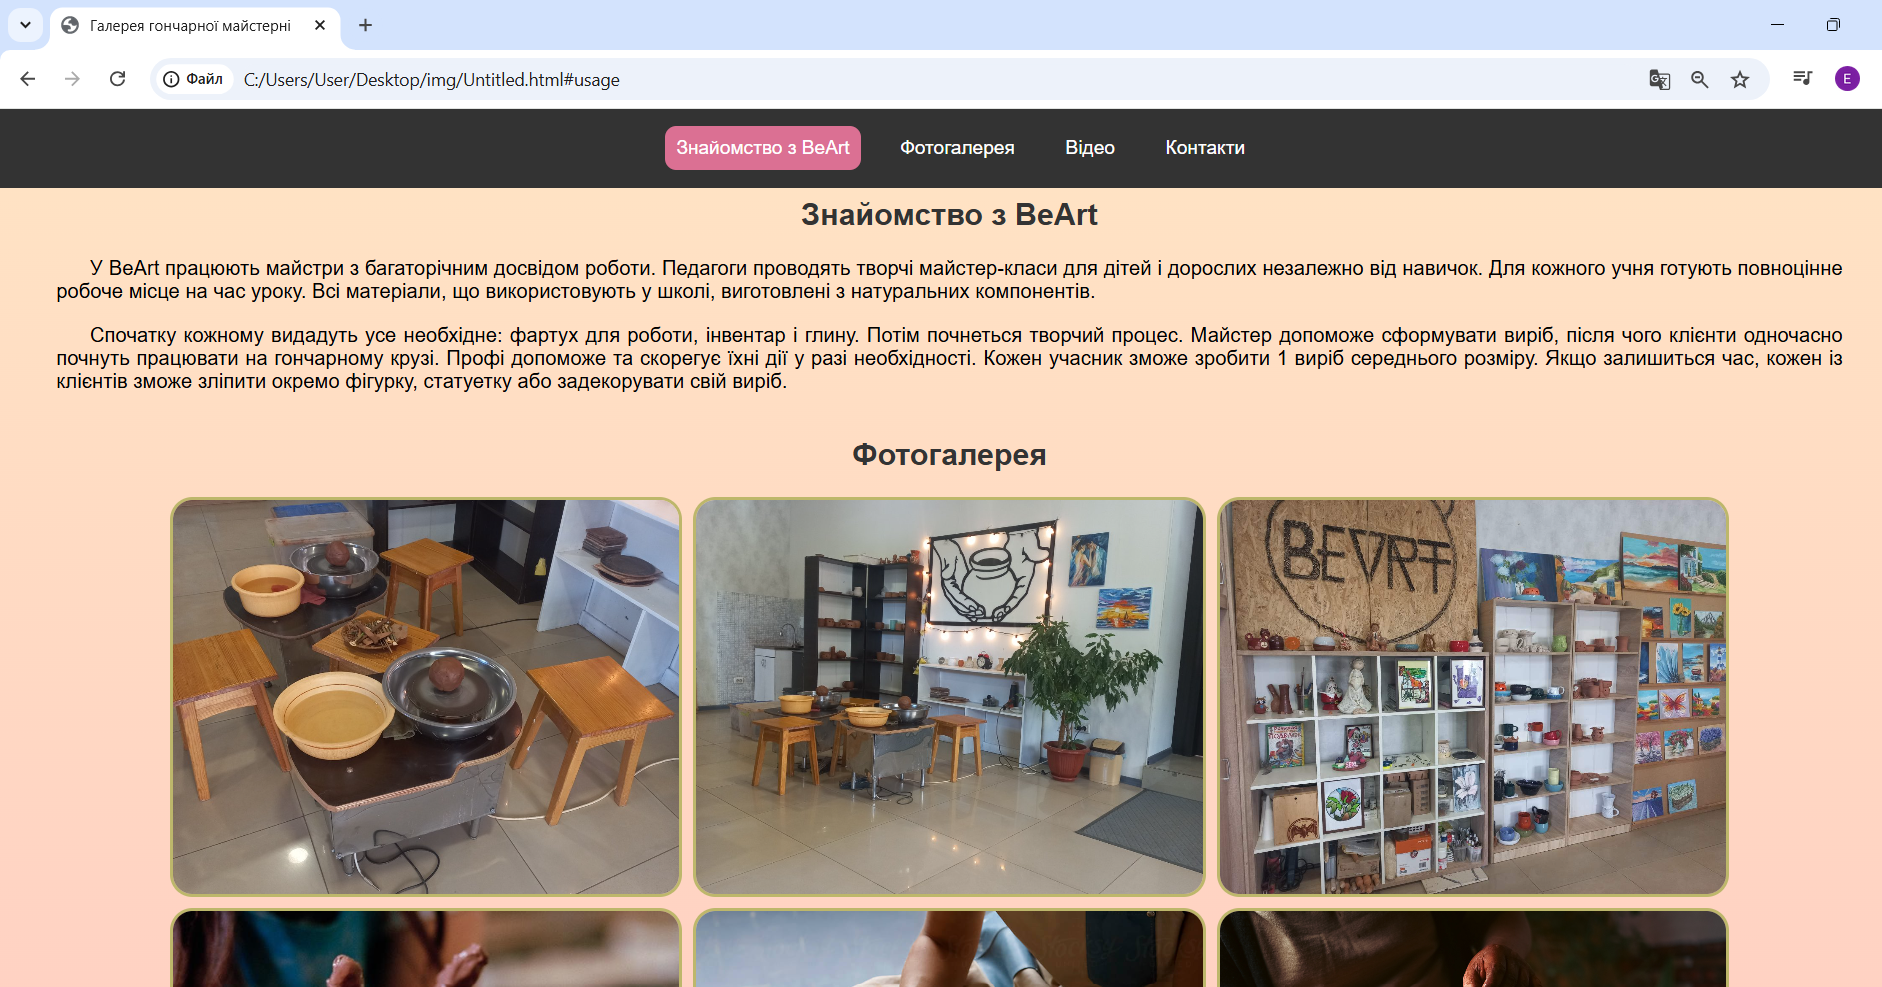 Галерея гончарної майстерні
Файл
C:/Users/User/Desktop/img/Untitled.html#usage
E
Знайомство з BeArt Фотогалерея Відео Контакти
Знайомство з BeArt
У BeArt працюють майстри з багаторічним досвідом роботи. Педагоги проводять творчі майстер-класи для дітей і дорослих незалежно від навичок. Для кожного учня готують повноцінне
робоче місце на час уроку. Всі матеріали, що використовують у школі, виготовлені з натуральних компонентів.
Спочатку кожному видадуть усе необхідне: фартух для роботи, інвентар і глину. Потім почнеться творчий процес. Майстер допоможе сформувати виріб, після чого клієнти одночасно
почнуть працювати на гончарному крузі. Профі допоможе та скорегує їхні дії у разі необхідності. Кожен учасник зможе зробити 1 виріб середнього розміру. Якщо залишиться час, кожен із
клієнтів зможе зліпити окремо фігурку, статуетку або задекорувати свій виріб.
Фотогалерея
BEART